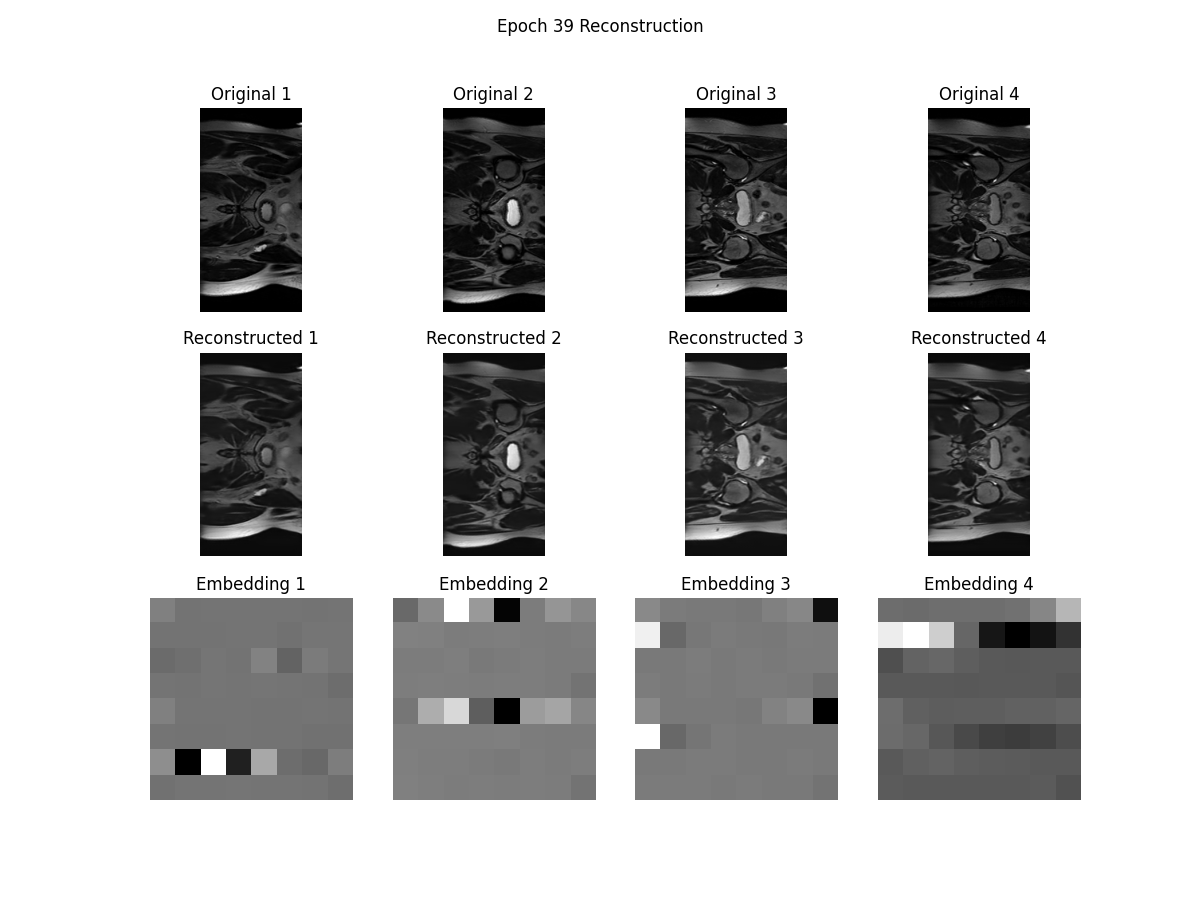 Epoch 39 Reconstruction
Original 1
Original 2
Original 3
Original 4
Reconstructed 1
Reconstructed 2
Reconstructed 3
Reconstructed 4
Embedding 1
Embedding 2
Embedding 3
Embedding 4